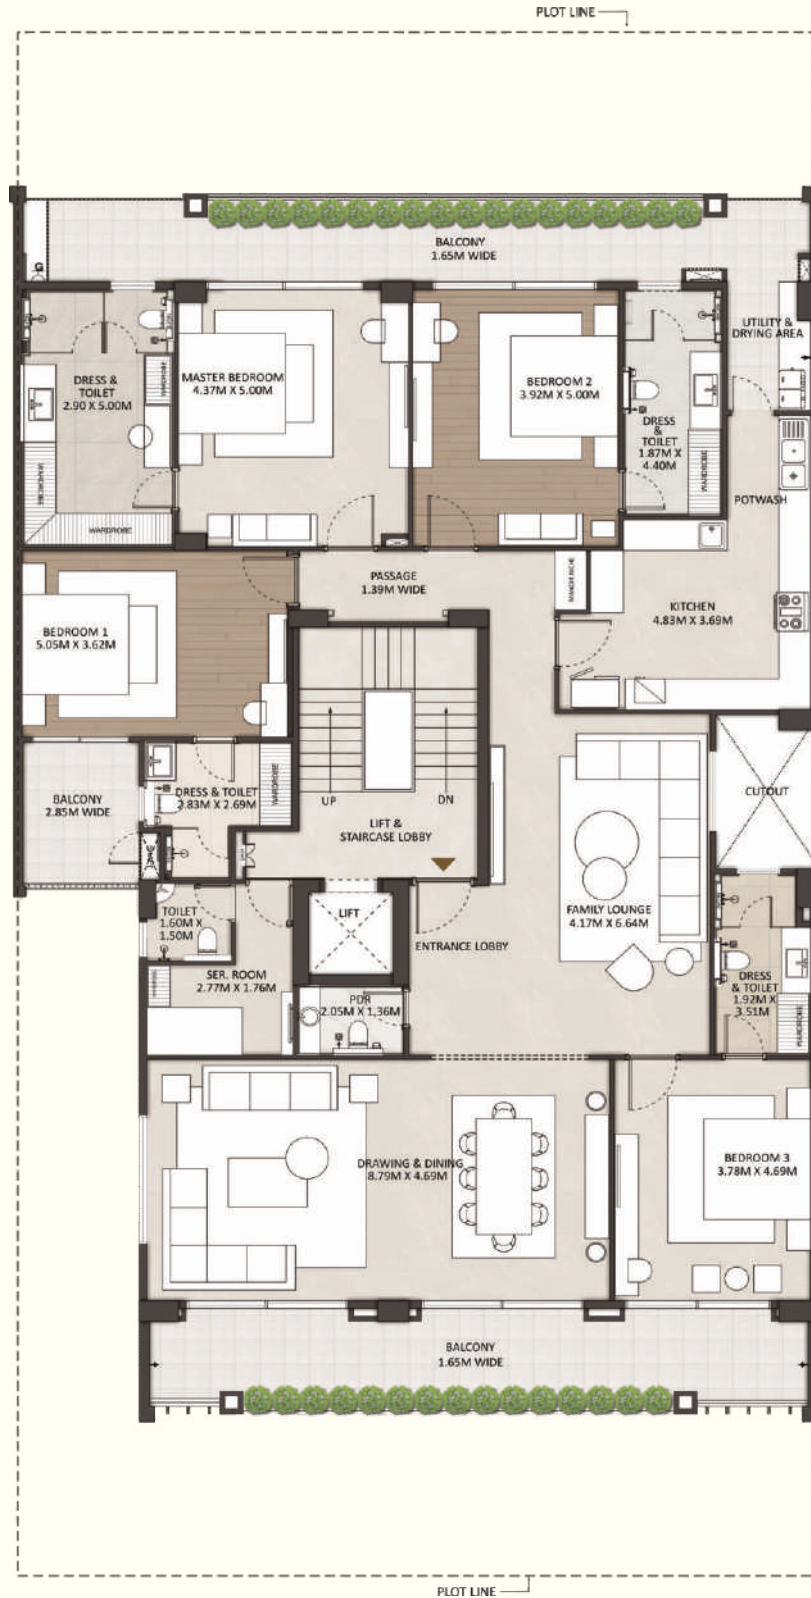 PLOT LINE
BALCONY
1.65M WIDE
UTILITY &
DRYING AREA
DRESS &
TOILET
2.90 X 5.00M
WARDROBE
WARDROBE
WARDROBE
MASTER BEDROOM
4.37M X 5.00M
BEDROOM 2
3.92M X 5.00M
DRESS
&
TOILET
1.87M X
4.40M
WARDROBE
POTWASH
PASSAGE
1.39M WIDE
MANDIR NICHE
KITCHEN
4.83M X 3.69M
BEDROOM 1
5.05M X 3.62M
BALCONY
2.85M WIDE
DRESS & TOILET
2.83M X 2.69M
WARDROBE
UP
DN
LIFT &
STAIRCASE LOBBY
CUTOUT
TOILET
1.60M X
1.50M
LIFT
ENTRANCE LOBBY
FAMILY LOUNGE
4.17M X 6.64M
SER. ROOM
2.77M X 1.76M
PDR
2.05M X 1.36M
DRESS
& TOILET
1.92M X
3.51M
WARDROBE
DRAWING & DINING
8.79M X 4.69M
BEDROOM 3
3.78M X 4.69M
BALCONY
1.65M WIDE
PLOT LINE